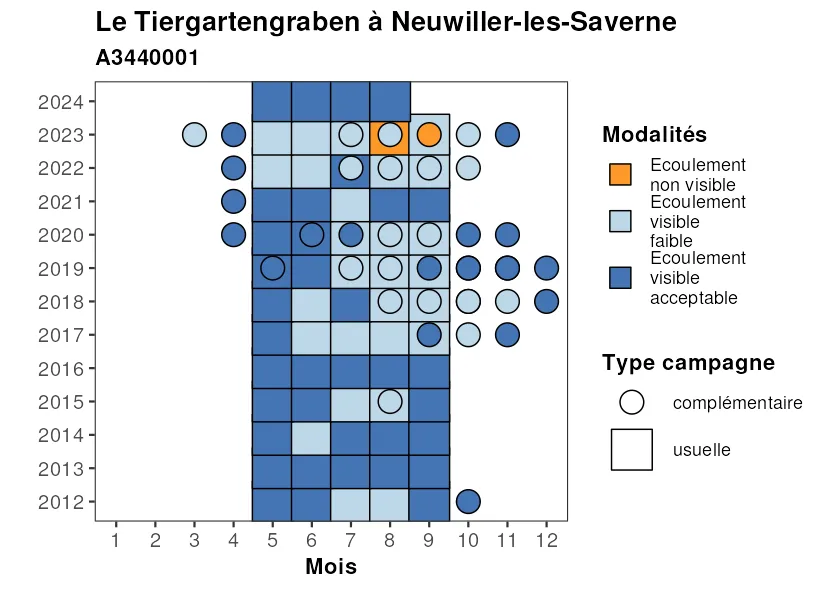 Le Tiergartengraben à Neuwiller-les-Saverne
A3440001
2024
2023
2022
2021
2020
2019
2018
2017
2016
2015
2014
2013
2012
1 2 3 4 5 6 7 8 9 10 11 12
Mois
Modalités
Ecoulement
non visible
Ecoulement
visible
faible
Ecoulement
visible
acceptable
Type campagne
complémentaire
usuelle